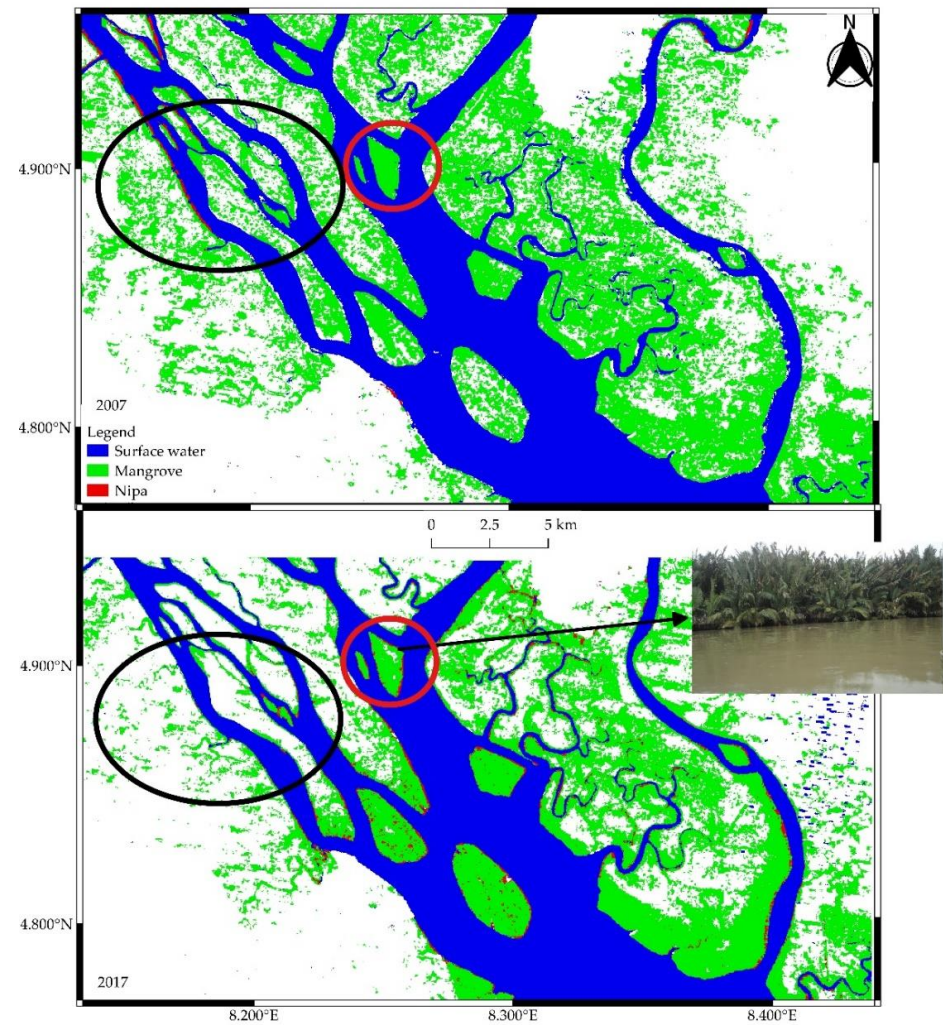 N
4.900°N
4.800°N
2007
Legend
Surface water
Mangrove
Nipa
0 2.5 5 km
4.900°N
4.800°N
2017
8.200°E 8.300°E 8.400°E